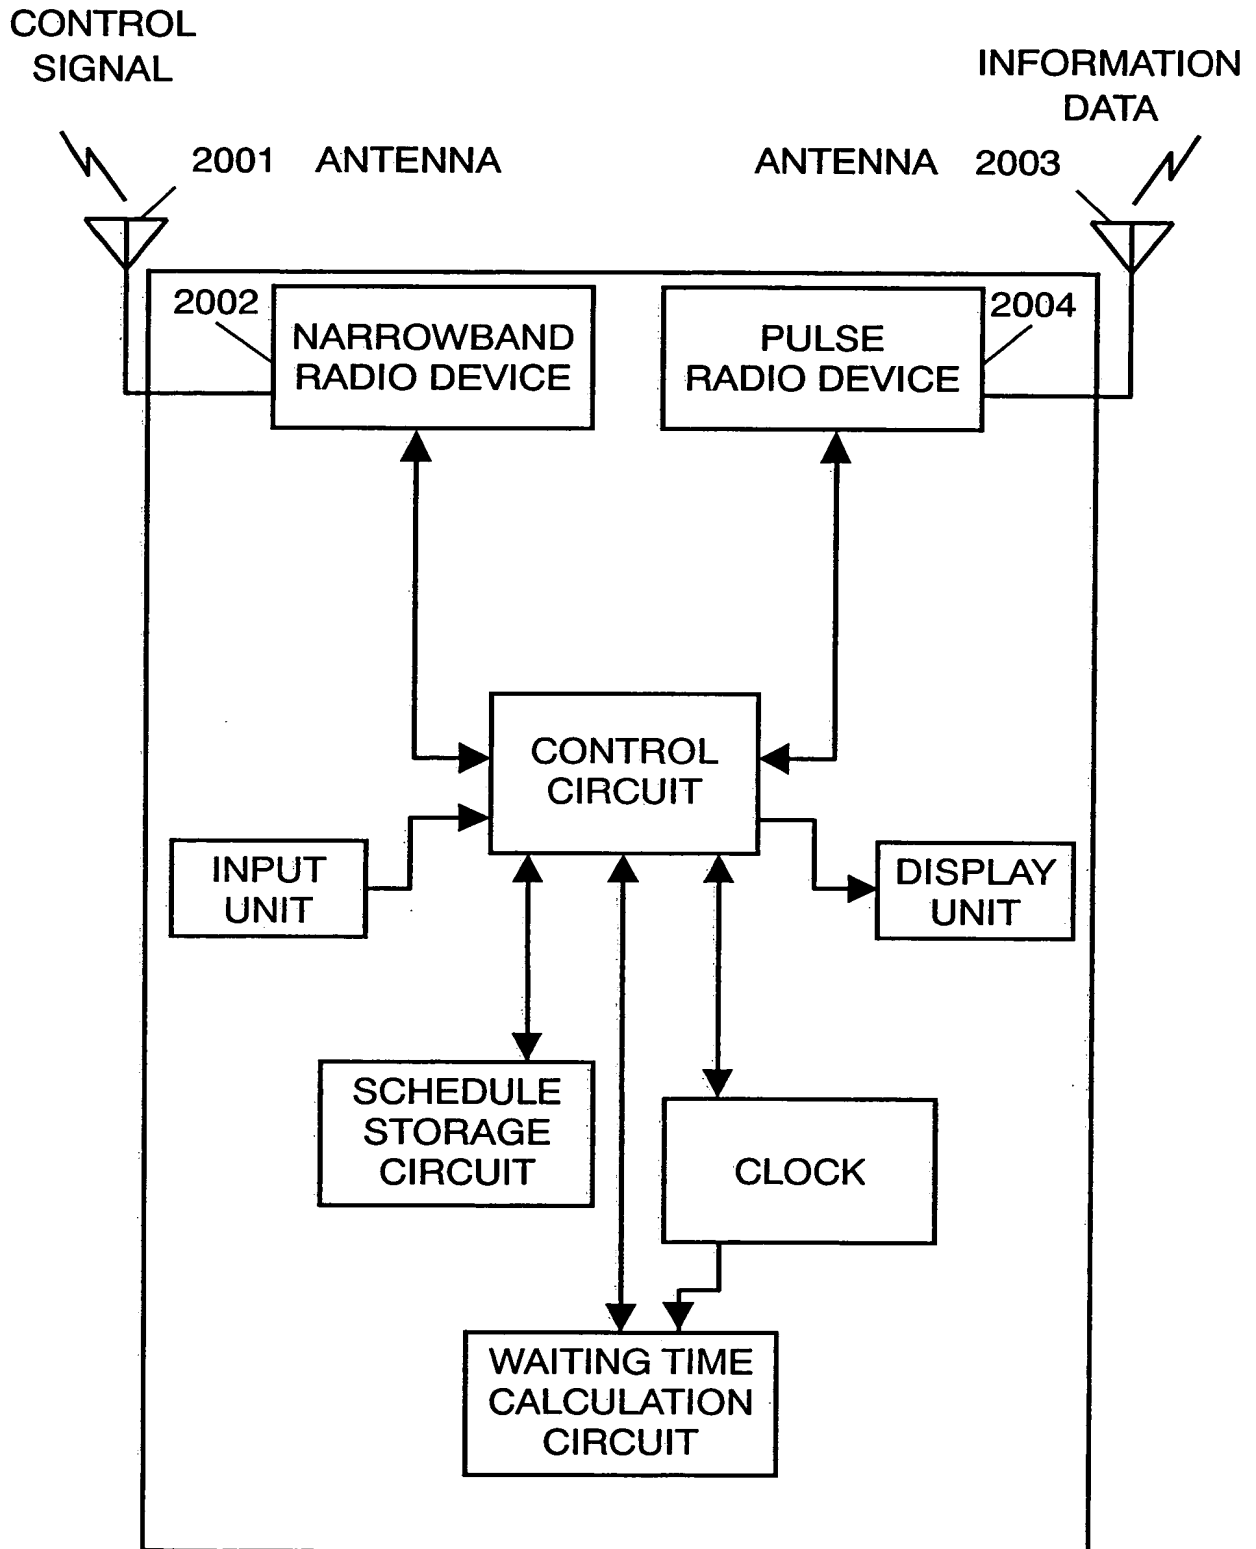 CONTROL
SIGNAL
INFORMATION
DATA
2001 ANTENNA
ANTENNA 2003
2002
NARROWBAND
RADIO DEVICE
PULSE
RADIO DEVICE
2004
CONTROL
CIRCUIT
INPUT
UNIT
DISPLAY
UNIT
SCHEDULE
STORAGE
CIRCUIT
CLOCK
WAITING TIME
CALCULATION
CIRCUIT